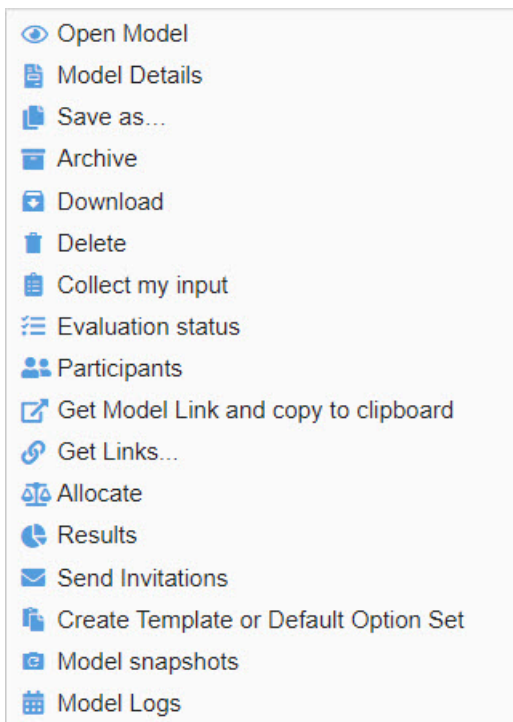 Open Model
Model Details
Save as...
Archive
Download
Delete
Collect my input
Evaluation status
Participants
Get Model Link and copy to clipboard
Get Links...
Allocate
Results
Send Invitations
Create Template or Default Option Set
Model snapshots
Model Logs